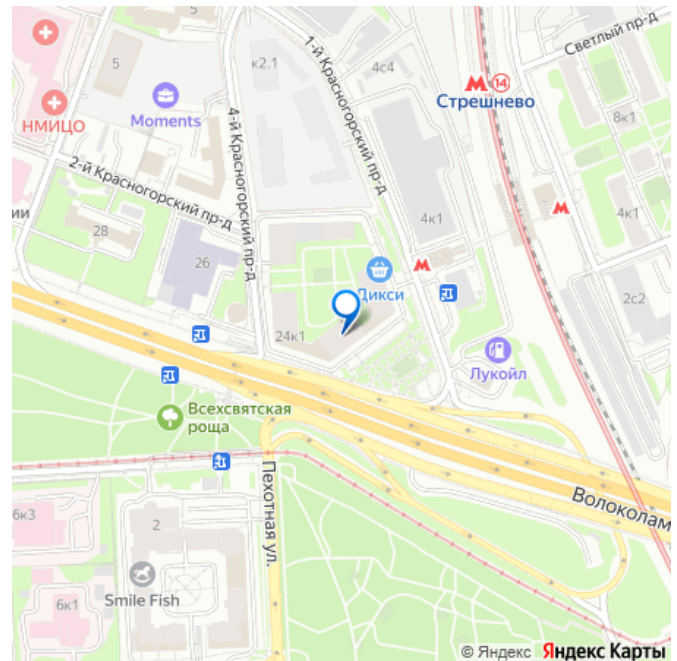 5
5
к2.1
1-й Красногорский пр-д
4с4
14
Стрешнево
Светлый пр-д
8к1
НМИЦО
Moments
4-й Красногорский пр-д
2-й Красногорский пр-д
4к1
4к1
ии
28
26
Дикси
2с2
24к1
Лукойл
Всехсвятская
роща
Пехотная ул.
Волоколам
6к3
2
Smile Fish
6к1
© Яндекс Яндекс Карты